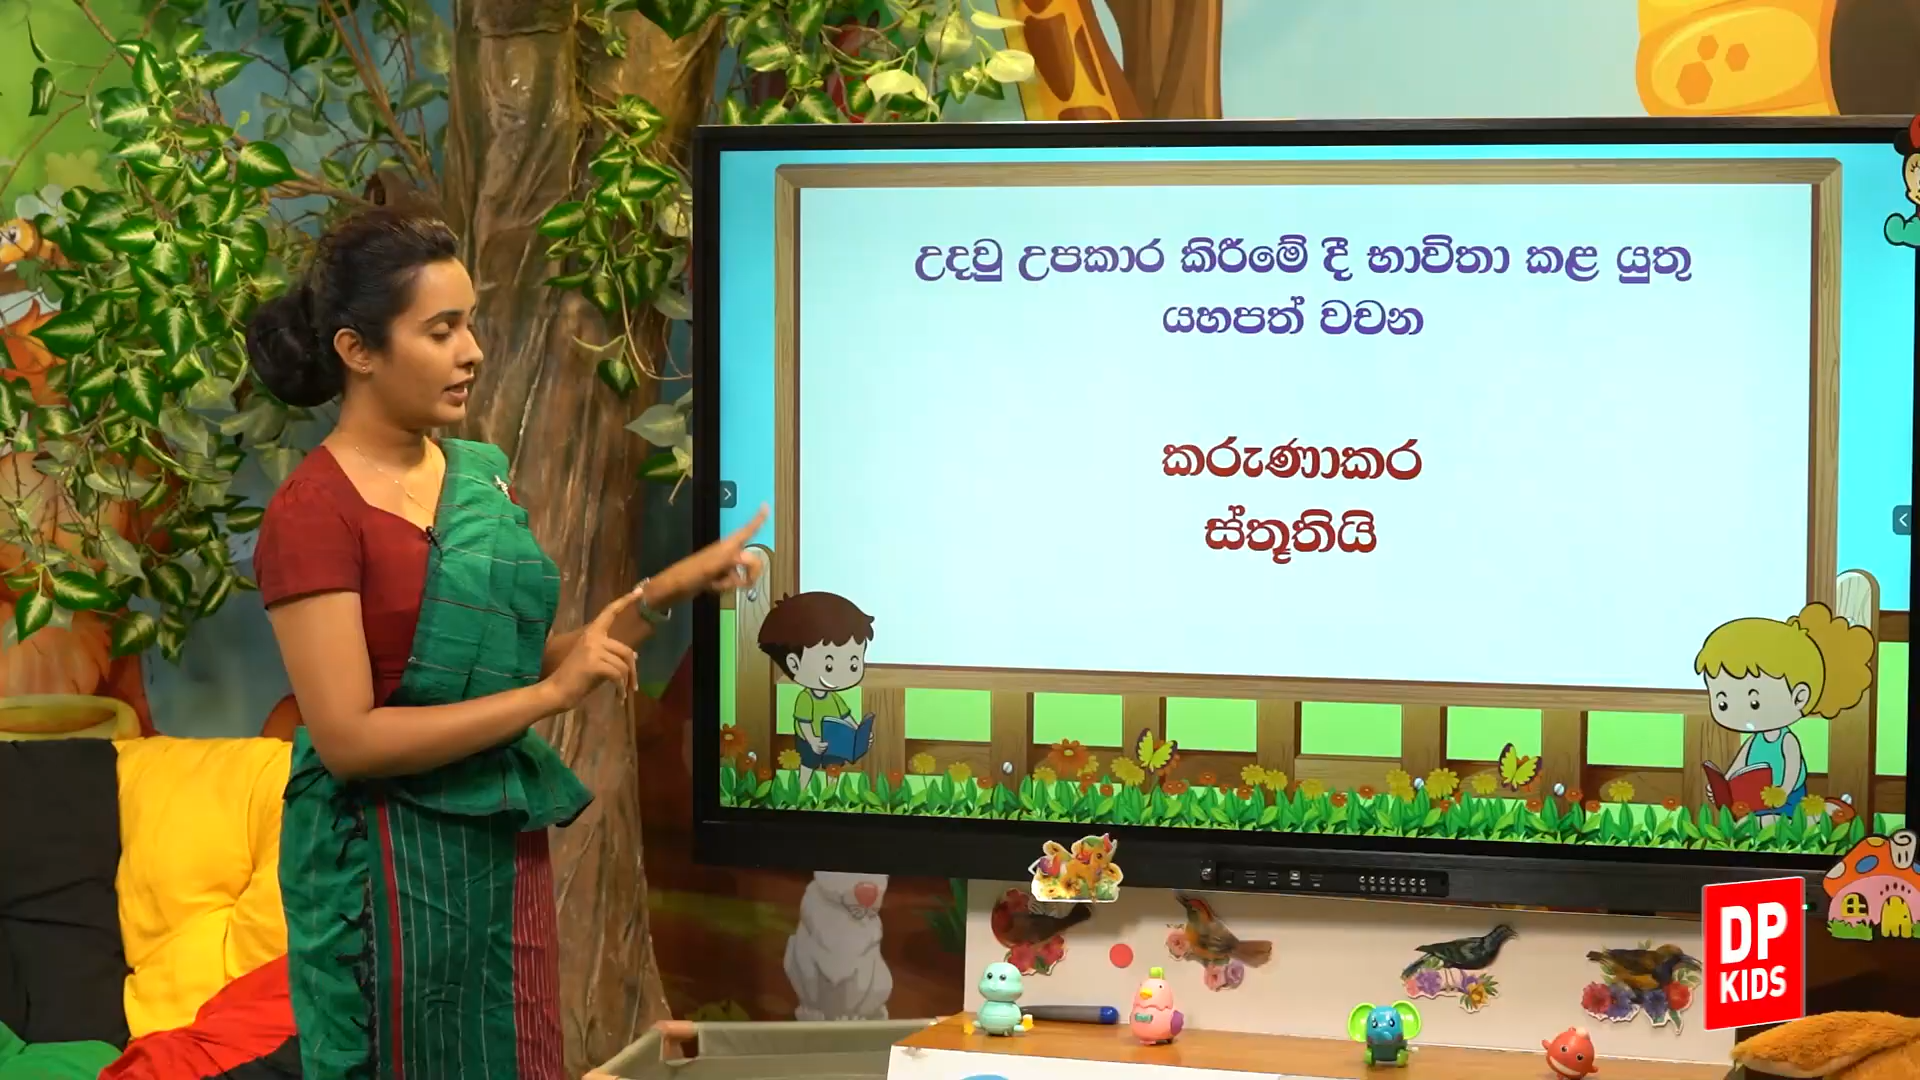 උදවු උපකාර කිරීමේ දී භාවිතා කළ යුතු
යහපත් වචන
කරුණාකර
ස්තූතියි
DP
KIDS